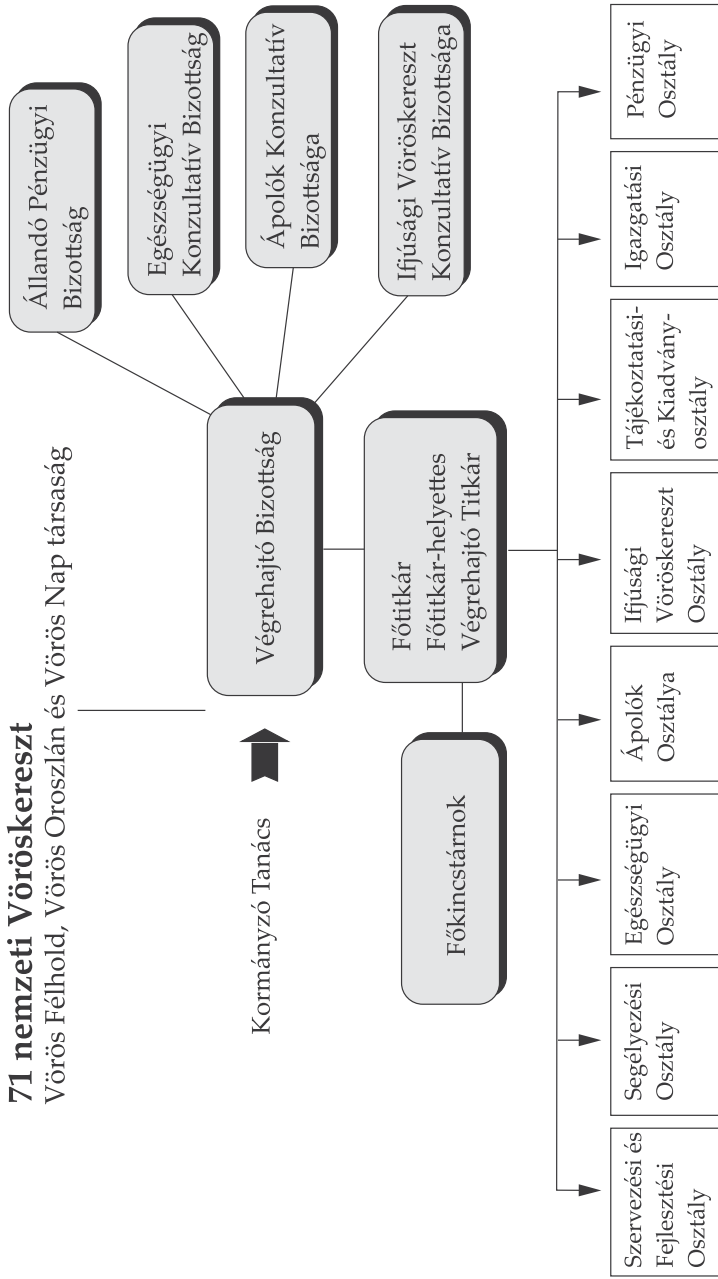 71 nemzeti Vöröskereszt
Vörös Félhold, Vörös Oroszlán és Vörös Nap társaság
Kormányzó Tanács
Végrehajtó Bizottság
Állandó Pénzügyi
Bizottság
Egészségügyi
Konzultatív Bizottság
Ápolók Konzultatív
Bizottsága
Ifjúsági Vöröskereszt
Konzultatív Bizottsága
Főkincstárnok
Főtitkár
Főtitkár-helyettes
Végrehajtó Titkár
Szervezési és
Fejlesztési
Osztály
Segélyezési
Osztály
Egészségügyi
Osztály
Ápolók
Osztálya
Ifjúsági
Vöröskereszt
Osztály
Tájékoztatási-
és Kiadvány-
osztály
Igazgatási
Osztály
Pénzügyi
Osztály